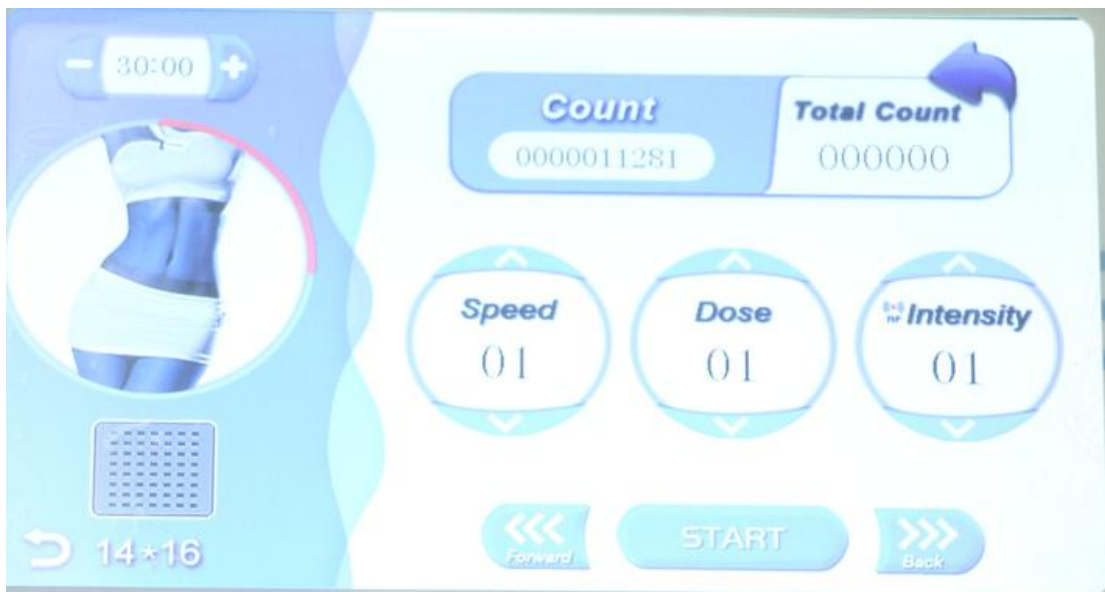 30:00
Count
0000011281
Total Count
000000
Speed
01
Dose
01
Intensity
01
14*16
Forward
START
Back